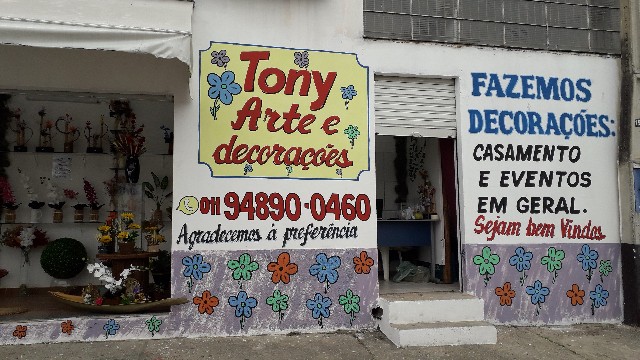 Tony
Arte e
decorações
011 94890-0460
Agradecemos à preferência
FAZEMOS
DECORAÇÕES:
CASAMENTO
E EVENTOS
EM GERAL.
Sejam bem Vindos